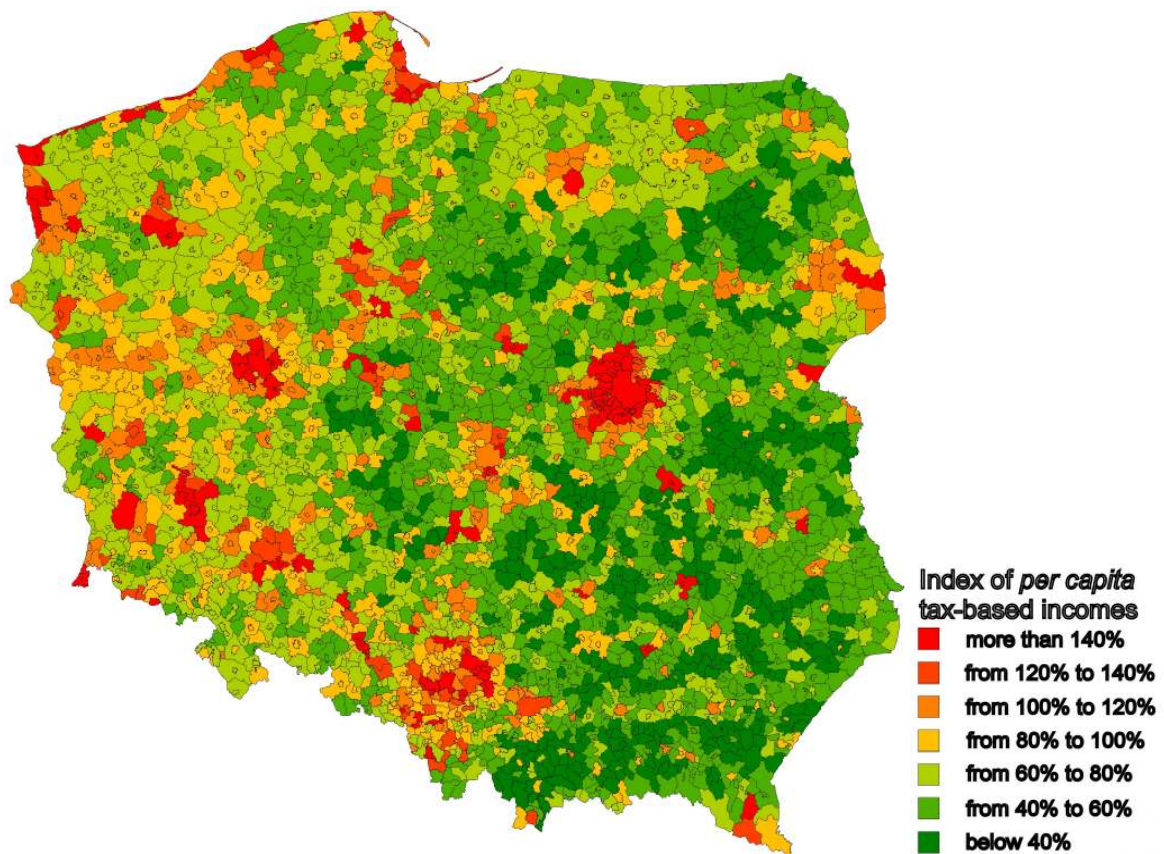 Index of per capita
tax-based incomes
more than 140%
from 120% to 140%
from 100% to 120%
from 80% to 100%
from 60% to 80%
from 40% to 60%
below 40%